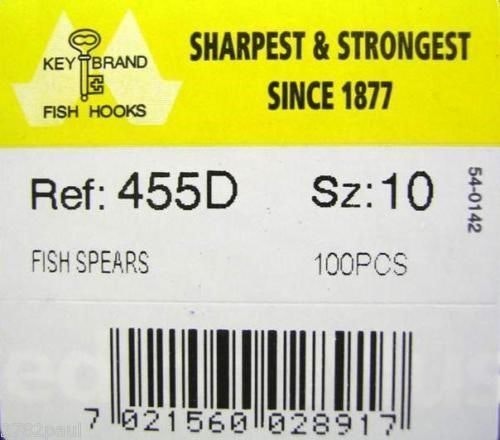 KEY BRAND
FISH HOOKS
SHARPEST & STRONGEST
SINCE 1877
Ref: 455D Sz: 10
54-0142
FISH SPEARS 100PCS
7 021560 028917